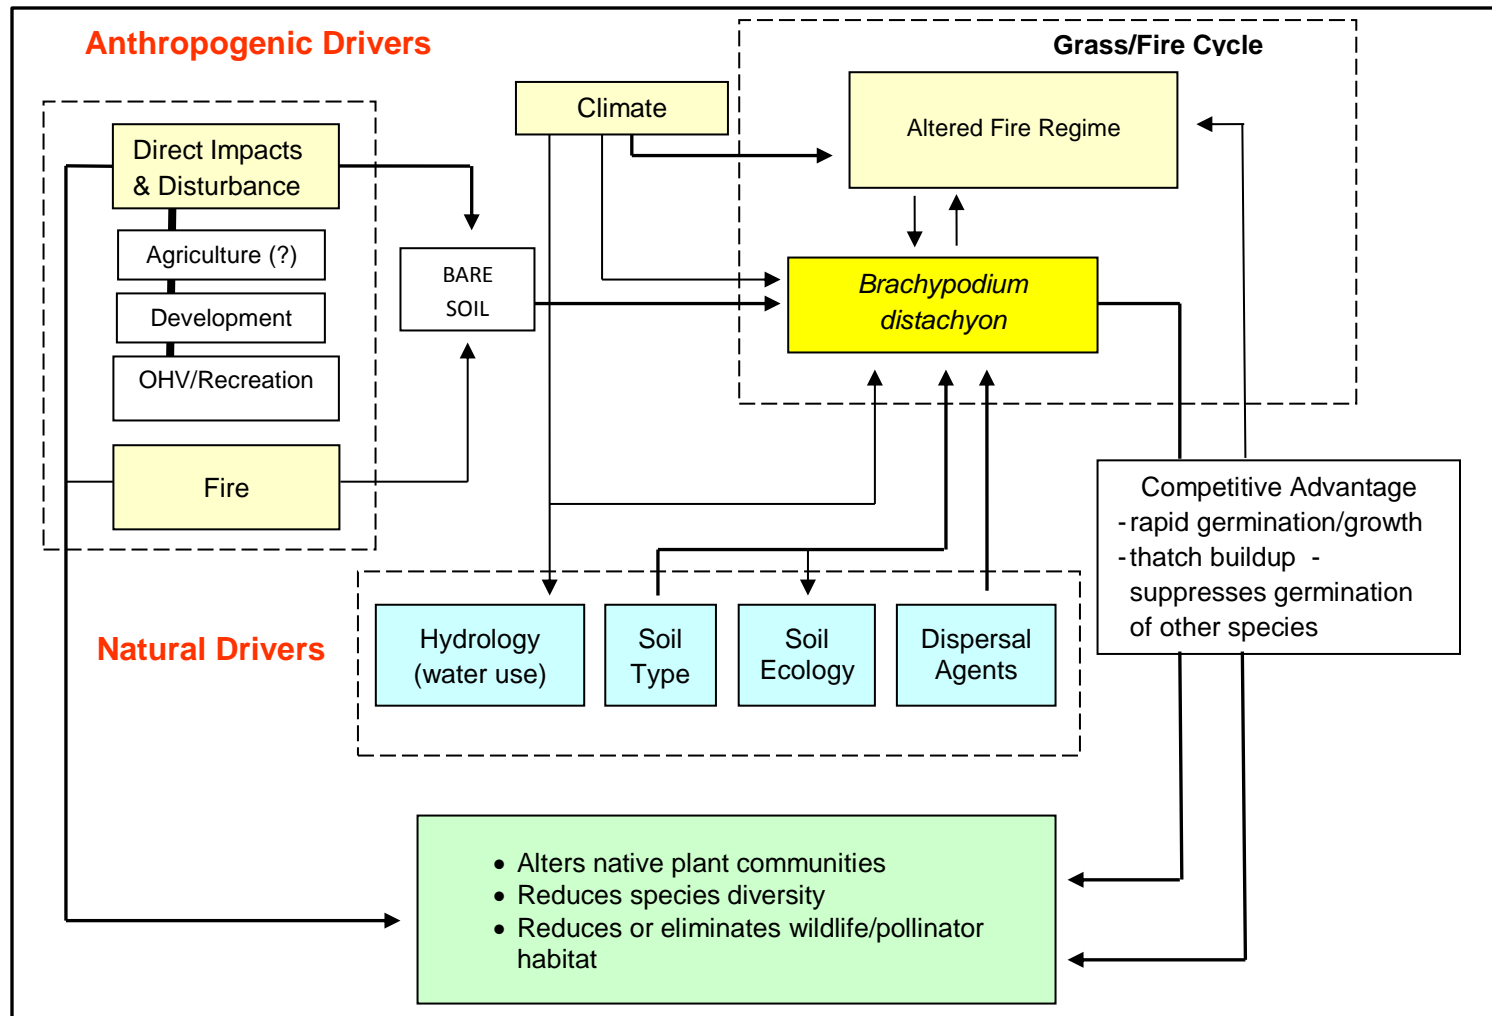 Anthropogenic Drivers
Grass/Fire Cycle
Climate
Altered Fire Regime
Direct Impacts
& Disturbance
Agriculture (?)
Development
OHV/Recreation
Fire
BARE
SOIL
Brachypodium
distachyon
Competitive Advantage
- rapid germination/growth
- thatch buildup -
suppresses germination
of other species
Natural Drivers
Hydrology
(water use)
Soil
Type
Soil
Ecology
Dispersal
Agents
• Alters native plant communities
• Reduces species diversity
• Reduces or eliminates wildlife/pollinator
habitat